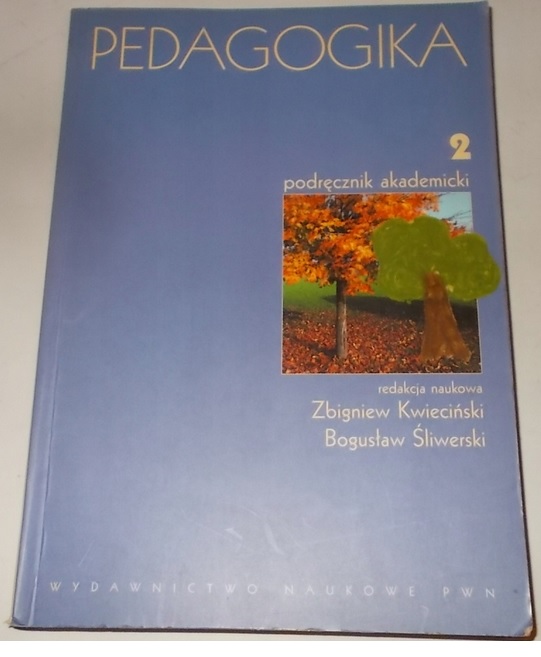 PEDAGOGIKA
2
podręcznik akademicki
redakcja naukowa
Zbigniew Kwieciński
Bogusław Śliwerski
WYDAWNICTWO NAUKOWE PWN